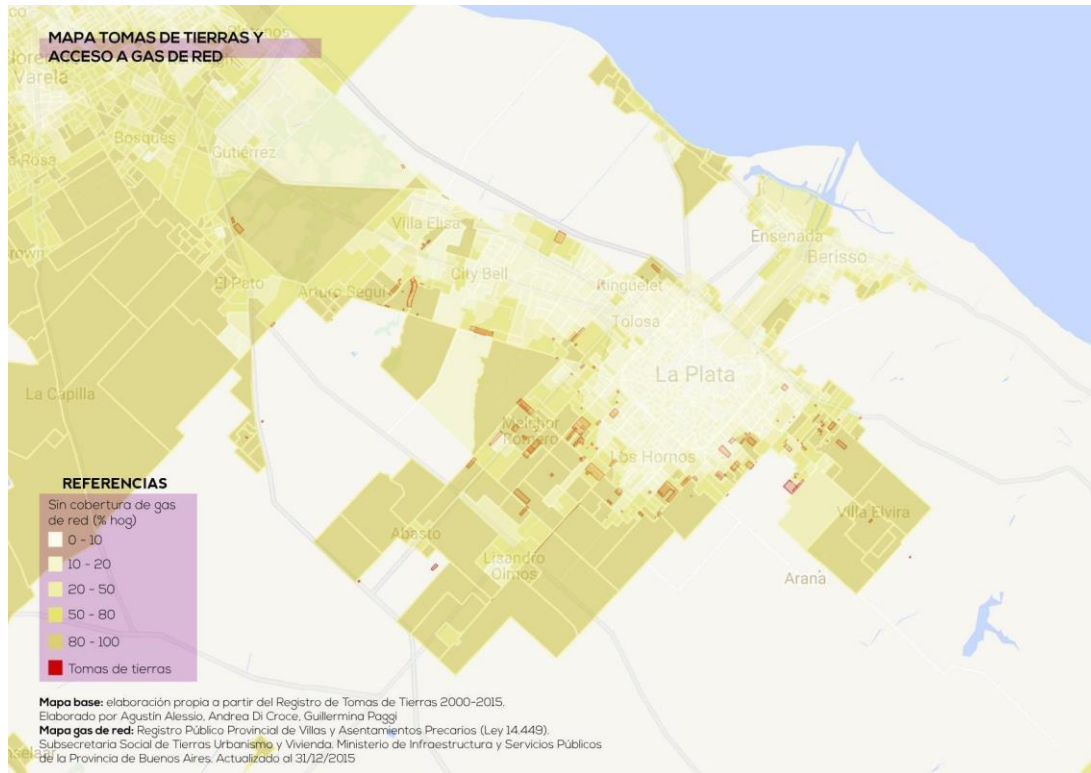 MAPA TOMAS DE TIERRAS Y
ACCESO A GAS DE RED
Varela
Bosques
Gutiérrez
Villa Elisa
City Bell
El Pato
Arturo Seguí
Ringuelet
Tolosa
Ensenada
Berisso
La Plata
La Capilla
Melchor
Romero
Los Hornos
Villa Elvira
Abasto
Lisandro
Olmos
Arana
REFERENCIAS
Sin cobertura de gas
de red (% hog)
0 - 10
10 - 20
20 - 50
50 - 80
80 - 100
Tomas de tierras
Mapa base: elaboración propia a partir del Registro de Tomas de Tierras 2000-2015.
Elaborado por Agustín Alessio, Andrea Di Croce, Guillermina Paggi
Mapa gas de red: Registro Público Provincial de Villas y Asentamientos Precarios (Ley 14.449).
Subsecretaria Social de Tierras Urbanismo y Vivienda. Ministerio de Infraestructura y Servicios Públicos
de la Provincia de Buenos Aires. Actualizado al 31/12/2015